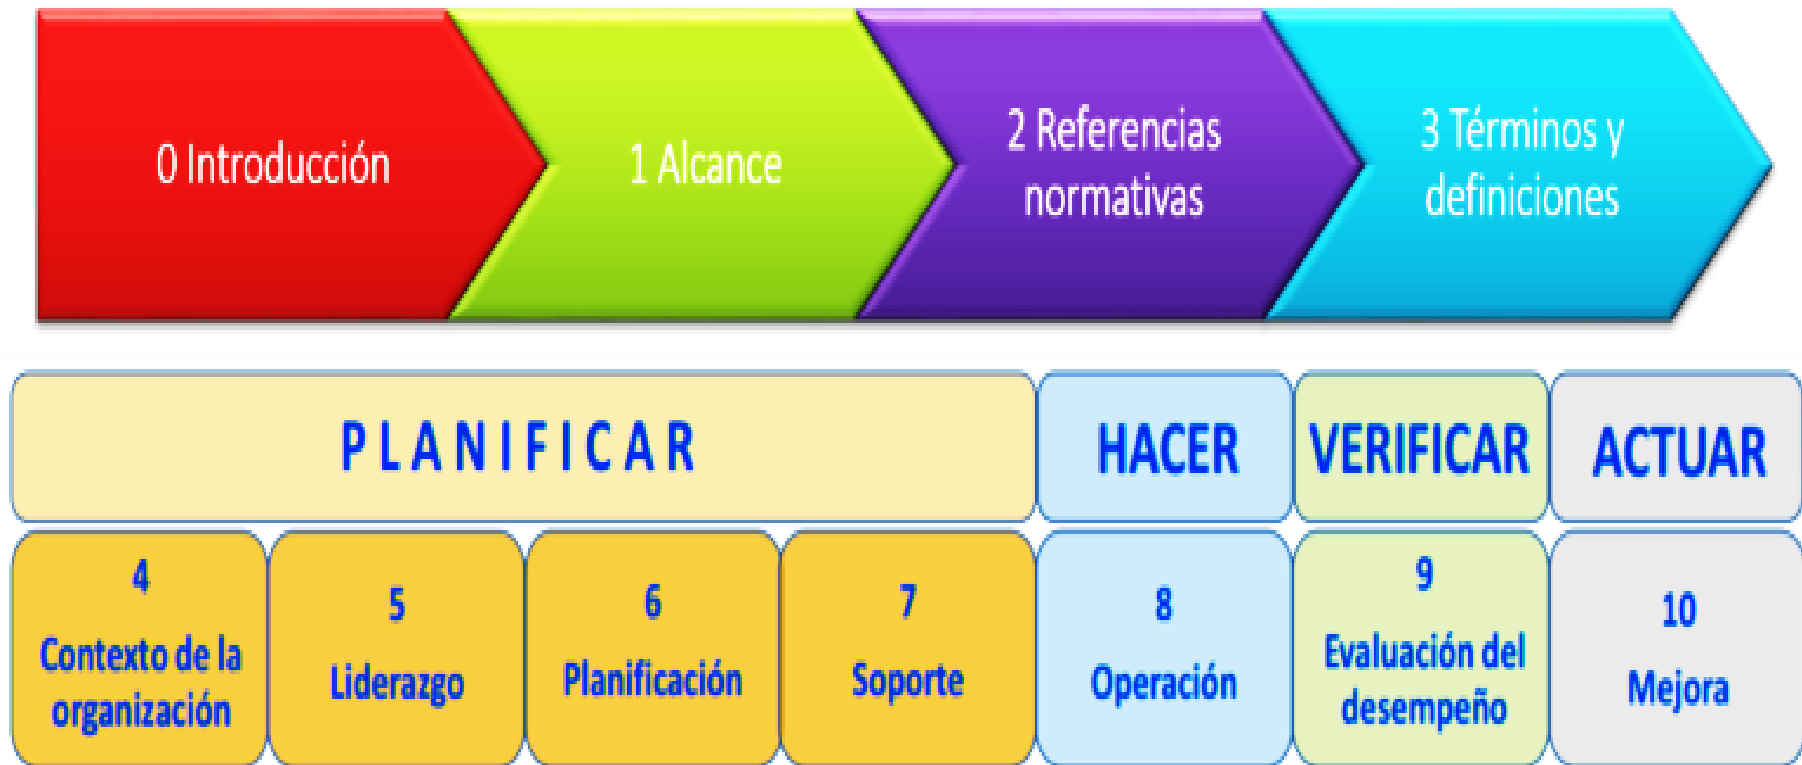 0 Introducción
1 Alcance
2 Referencias
normativas
3 Términos y
definiciones
P L A N I F I C A R
HACER
VERIFICAR
ACTUAR
4
Contexto de la
organización
5
Liderazgo
6
Planificación
7
Soporte
8
Operación
9
Evaluación del
desempeño
10
Mejora